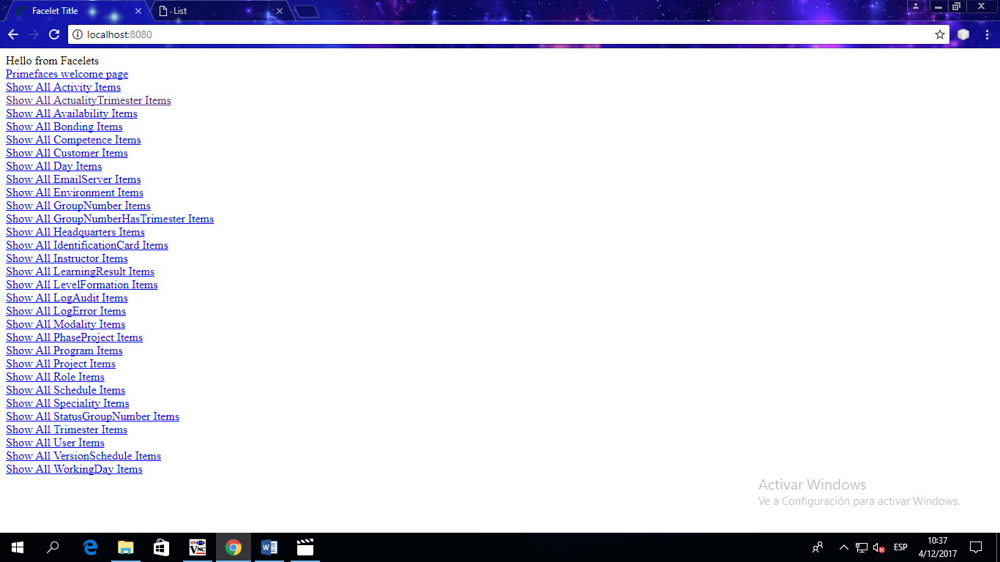 Facelet Title
List
localhost:8080
Hello from Facelets
Primefaces welcome page
Show All Activity Items
Show All ActualityTrimester Items
Show All Availability Items
Show All Bonding Items
Show All Competence Items
Show All Customer Items
Show All Day Items
Show All EmailServer Items
Show All Environment Items
Show All GroupNumber Items
Show All GroupNumberHasTrimester Items
Show All Headquarters Items
Show All IdentificationCard Items
Show All Instructor Items
Show All LearningResult Items
Show All LevelFormation Items
Show All LogAudit Items
Show All LogError Items
Show All Modality Items
Show All PhaseProject Items
Show All Program Items
Show All Project Items
Show All Role Items
Show All Schedule Items
Show All Speciality Items
Show All StatusGroupNumber Items
Show All Trimester Items
Show All User Items
Show All VersionSchedule Items
Show All WorkingDay Items
Activar Windows
Ve a Configuración para activar Windows.
VNC
W
ESP
10:37
4/12/2017